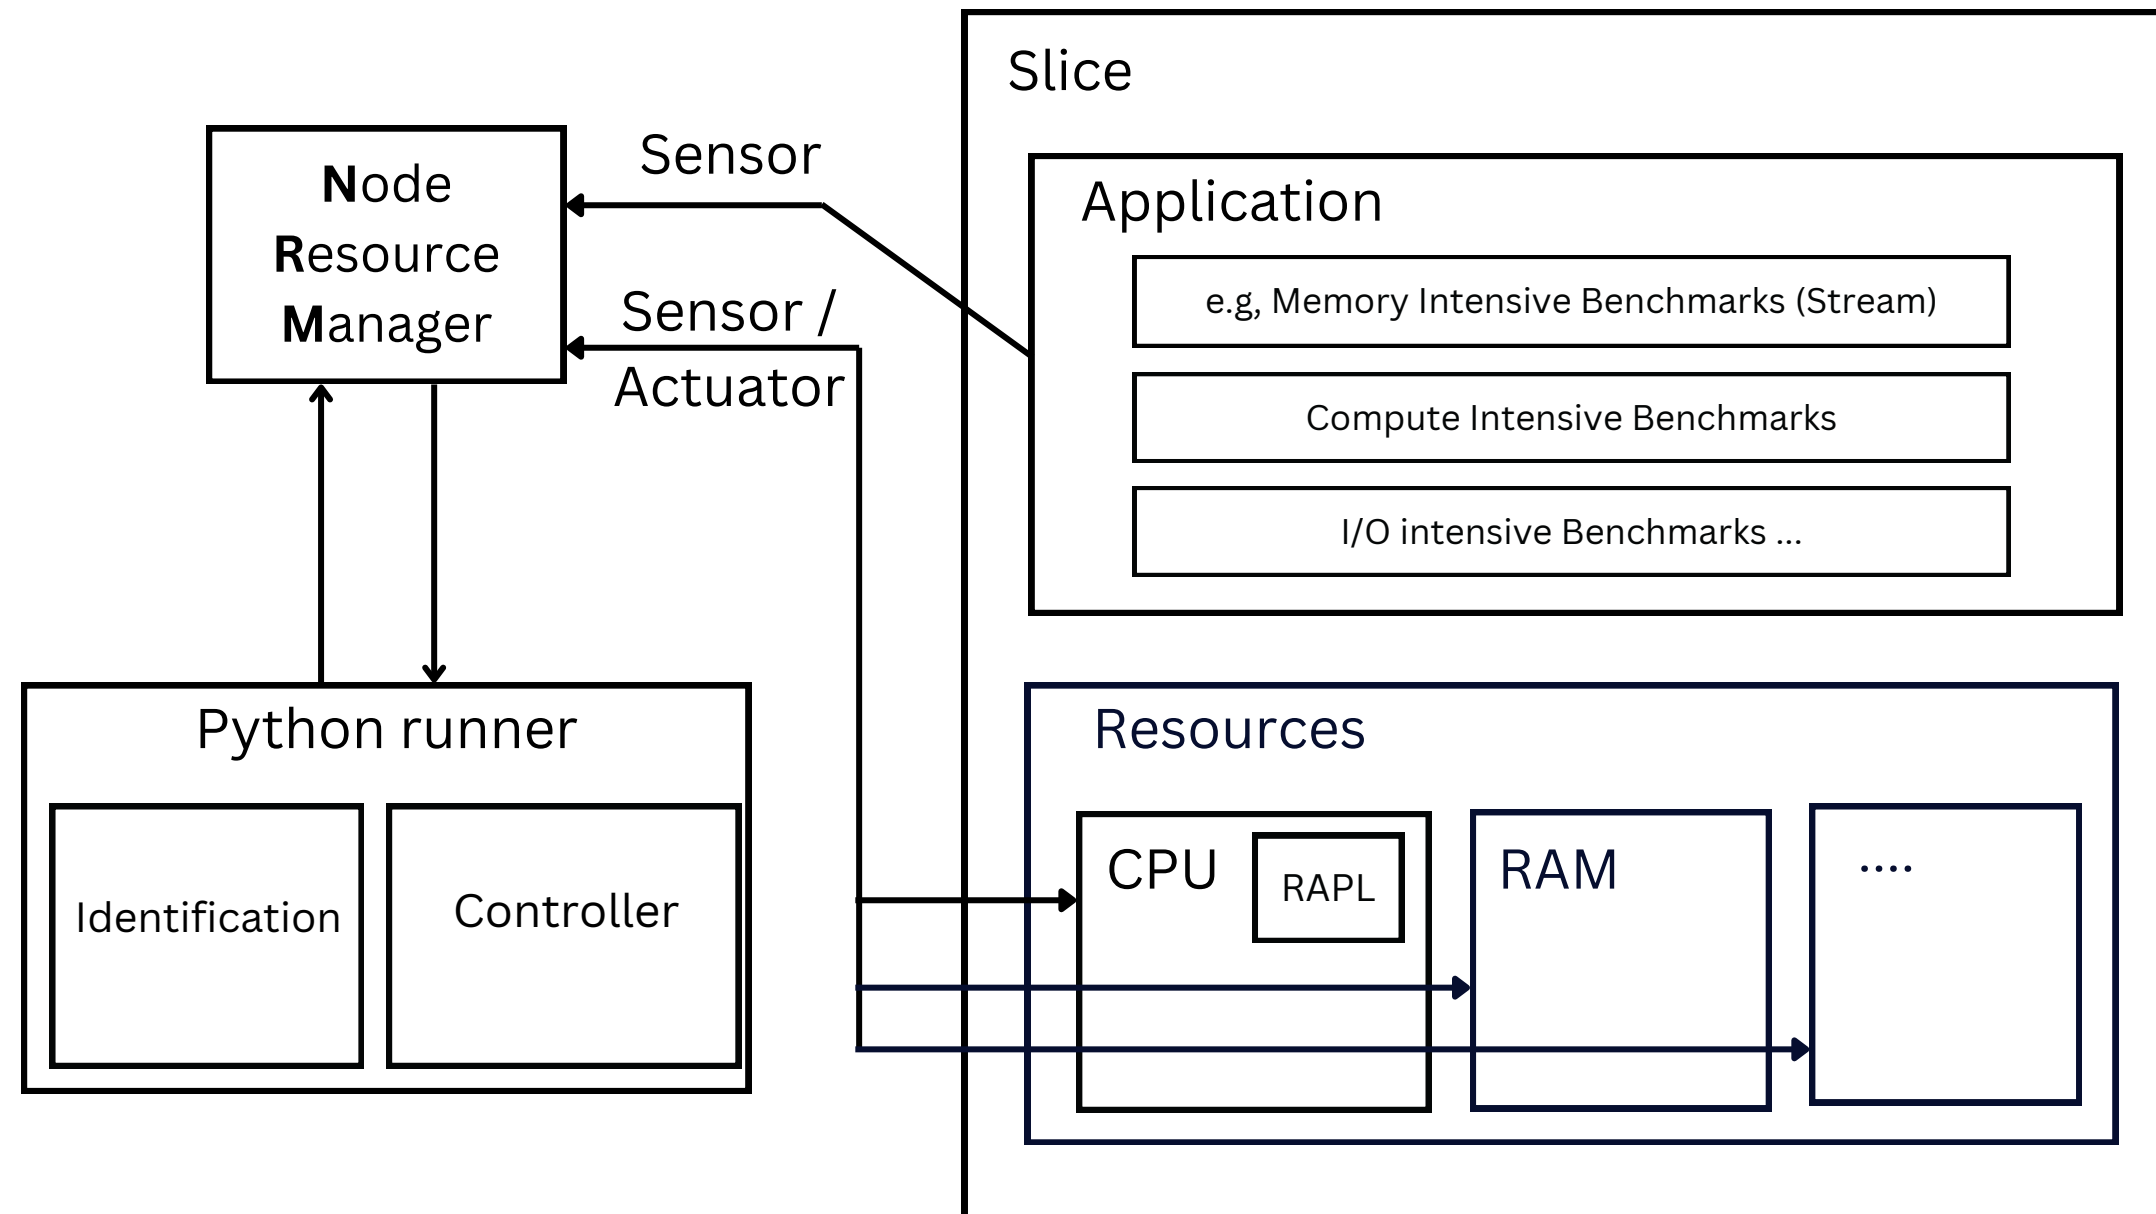 Slice
Node
Resource
Manager
Sensor
Sensor /
Actuator
Application
e.g, Memory Intensive Benchmarks (Stream)
Compute Intensive Benchmarks
I/O intensive Benchmarks ...
Python runner
Identification
Controller
Resources
CPU
RAPL
RAM
....